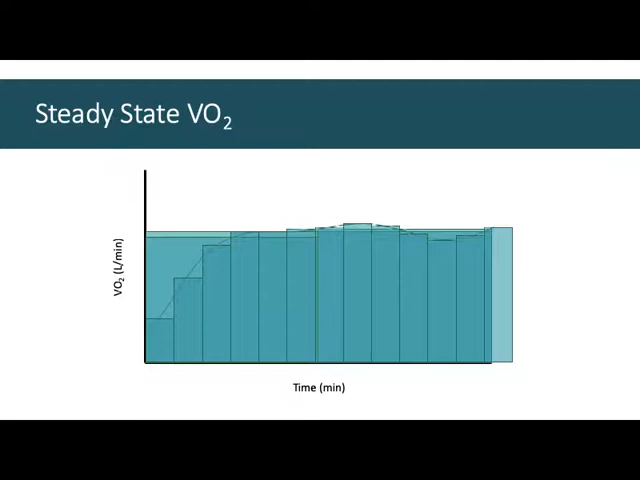 Steady State VO₂
VO₂ (L/min)
Time (min)